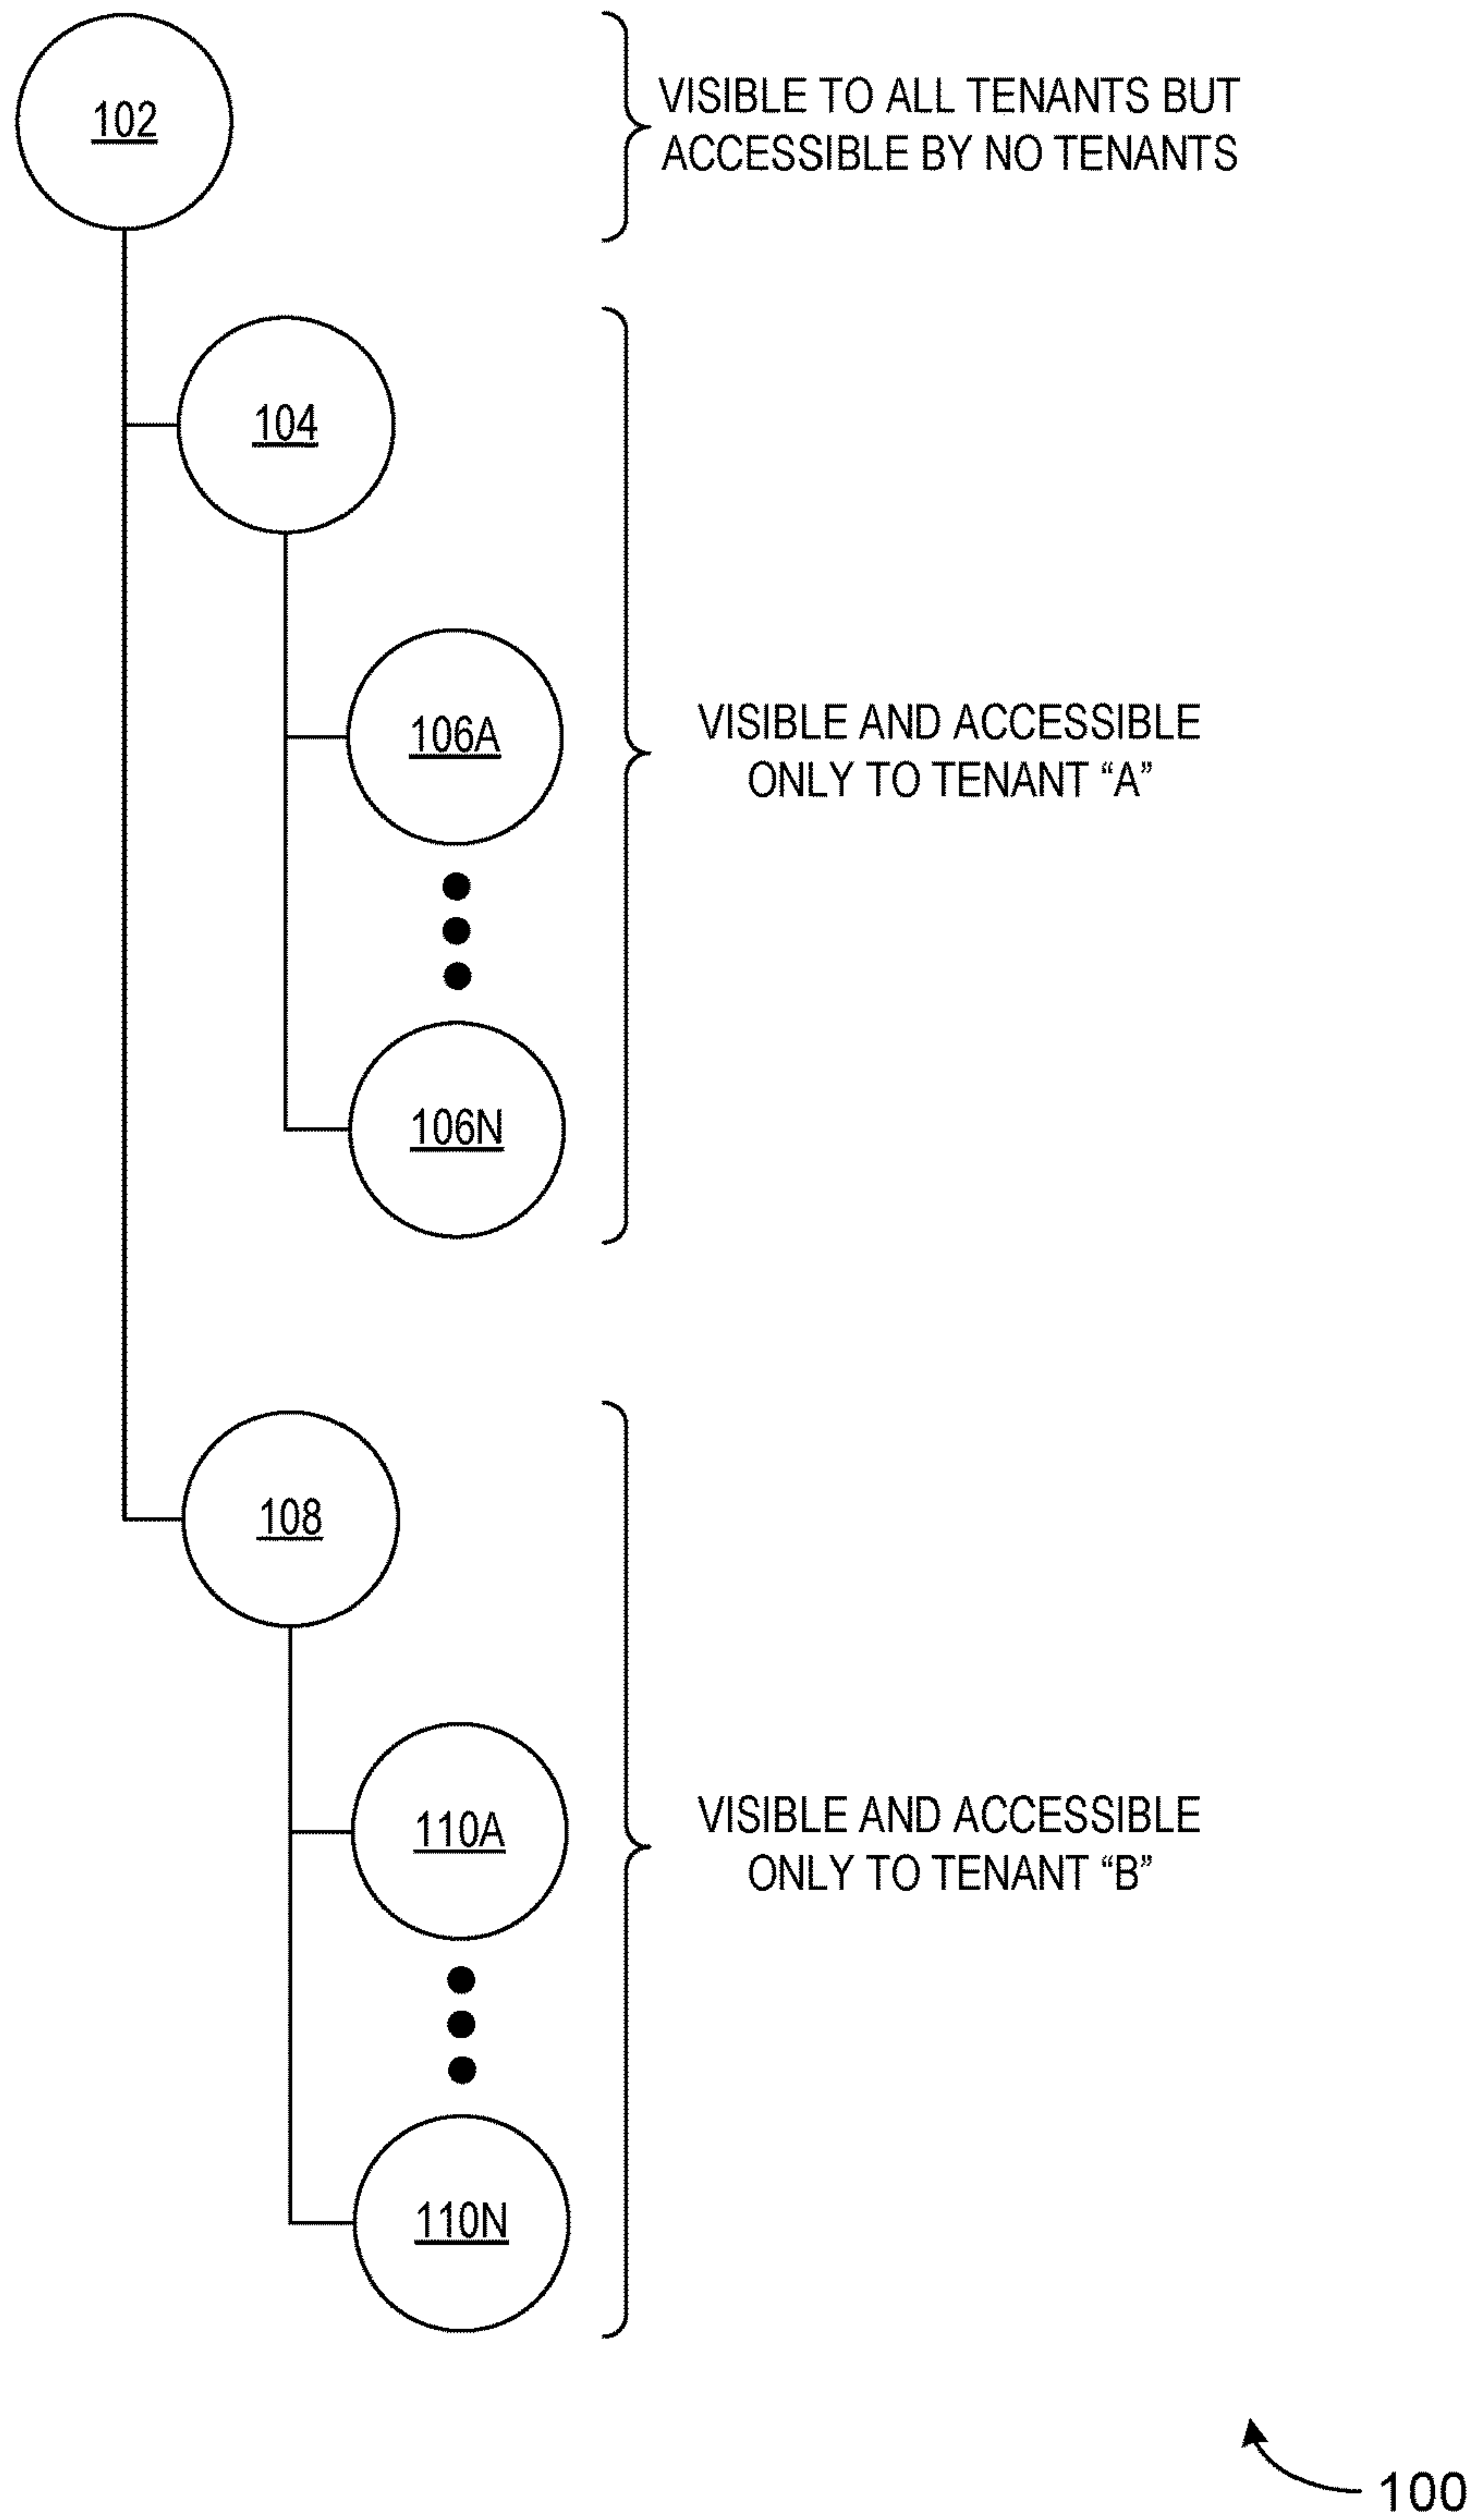 102
VISIBLE TO ALL TENANTS BUT
ACCESSIBLE BY NO TENANTS
104
106A
VISIBLE AND ACCESSIBLE
ONLY TO TENANT “A”
106N
108
110A
VISIBLE AND ACCESSIBLE
ONLY TO TENANT “B”
110N
100